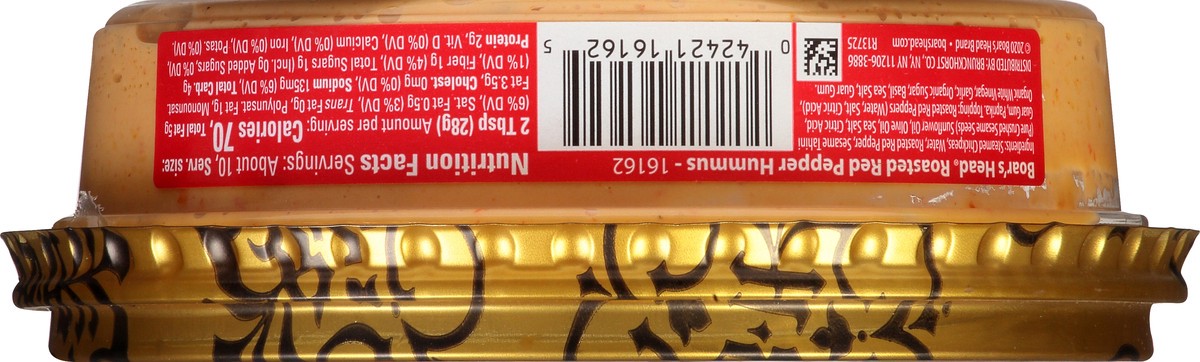 Boar's Head® Roasted Red Pepper Hummus - 16162
Ingredients: Steamed Chickpeas, Water, Roasted Red Pepper, Sesame Tahini
(Pure Crushed Sesame Seeds) Sunflower Oil, Olive Oil, Sea Salt, Citric Acid,
Guar Gum, Paprika, Topping: Roasted Red Peppers (Water, Salt, Citric Acid),
Organic White Vinegar, Garlic, Organic Sugar, Basil, Sea Salt, Guar Gum.
DISTRIBUTED BY: BRUNCKHORST CO., NY, NY 11206-3886
© 2020 Boar's Head Brand • boarshead.com R13725
0 42421 16162 5
Nutrition Facts Servings: About 10, Serv. size:
2 Tbsp (28g) Amount per serving: Calories 70, Total Fat 5g
(6% DV), Sat. Fat 0.5g (3% DV), Trans Fat 0g, Polyunsat. Fat 1g, Monounsat.
Fat 3.5g, Cholest. 0mg (0% DV), Sodium 135mg (6% DV), Total Carb. 4g
(1% DV), Fiber 1g (4% DV), Total Sugars 1g (Incl. 0g Added Sugars, 0% DV),
Protein 2g, Vit. D (0% DV), Calcium (0% DV), Iron (0% DV), Potas. (0% DV).